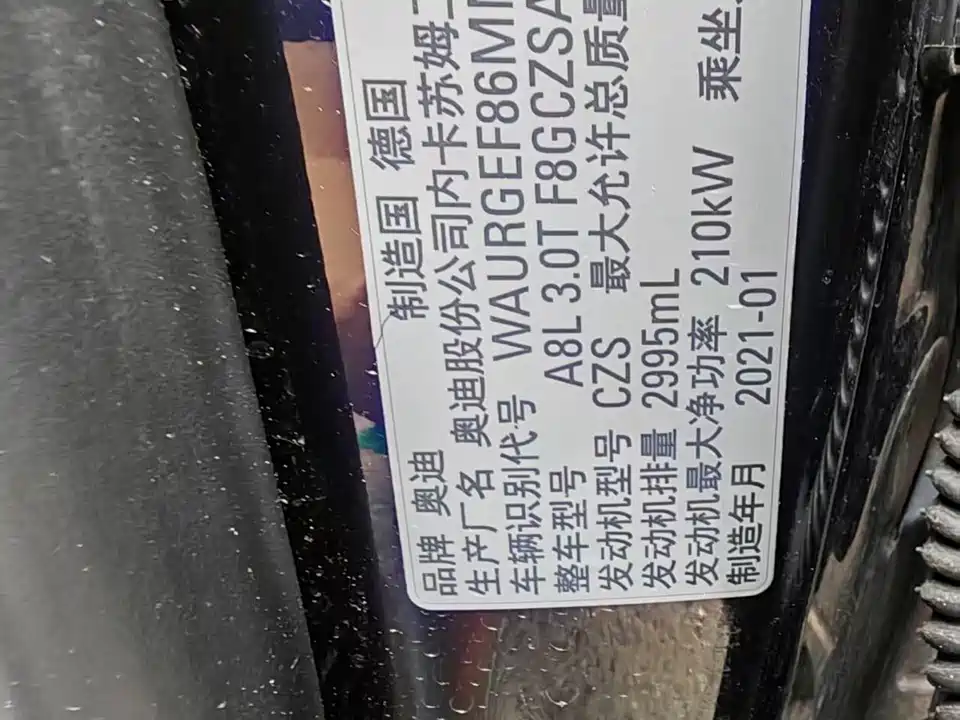 品牌 奥迪 制造国 德国
生产厂名 奥迪股份公司内卡苏姆
车辆识别代号 WAURGEF86M
整车型号 A8L 3.0T F8GCZSA
发动机型号 CZS 最大允许总质量
发动机排量 2995mL
发动机最大净功率 210kW 乘坐
制造年月 2021-01